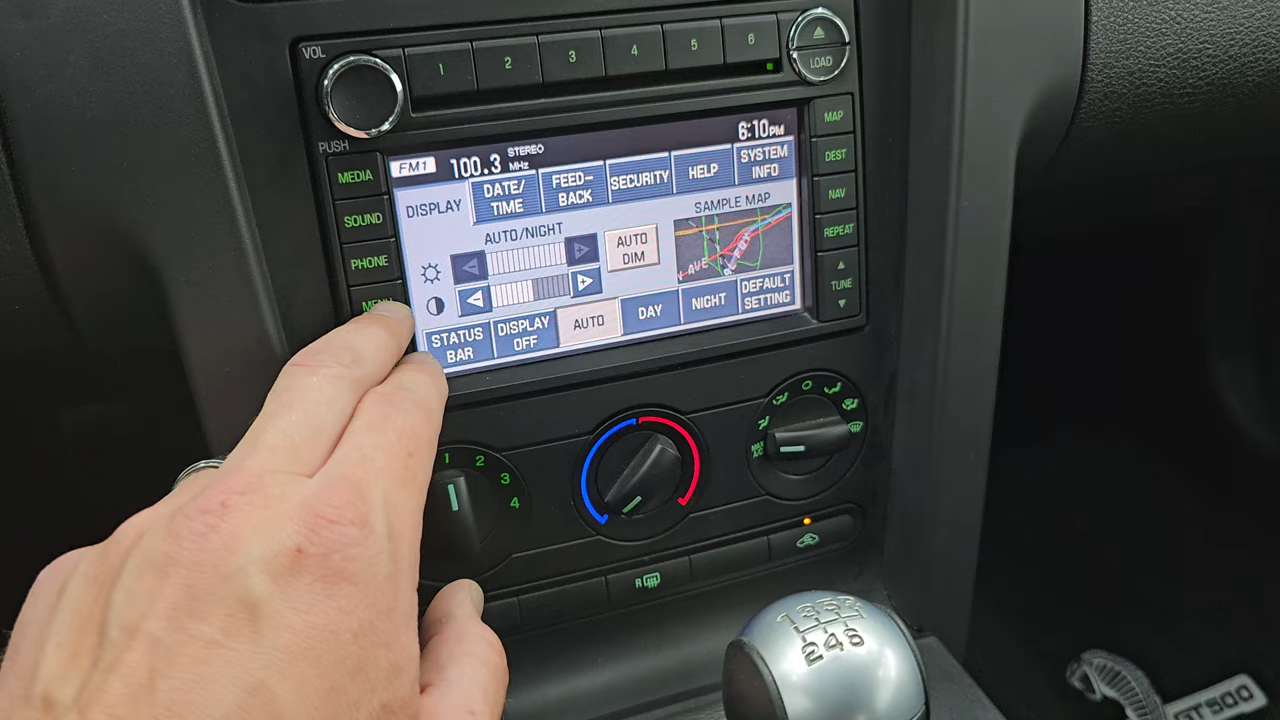 VOL
1 2 3 4 5 6
LOAD
PUSH
MEDIA
SOUND
PHONE
MENU
MAP
DEST
NAV
REPEAT
TUNE
FM1 100.3 MHz STEREO 6:10PM
DISPLAY
DATE/
TIME
FEED-
BACK
SECURITY
HELP
SYSTEM
INFO
AUTO/NIGHT
AUTO
DIM
SAMPLE MAP
AVE
STATUS
BAR
DISPLAY
OFF
AUTO
DAY
NIGHT
DEFAULT
SETTING
1 2 3 4
MAX
A/C
R
1 3 5 R
2 4 6
GT500